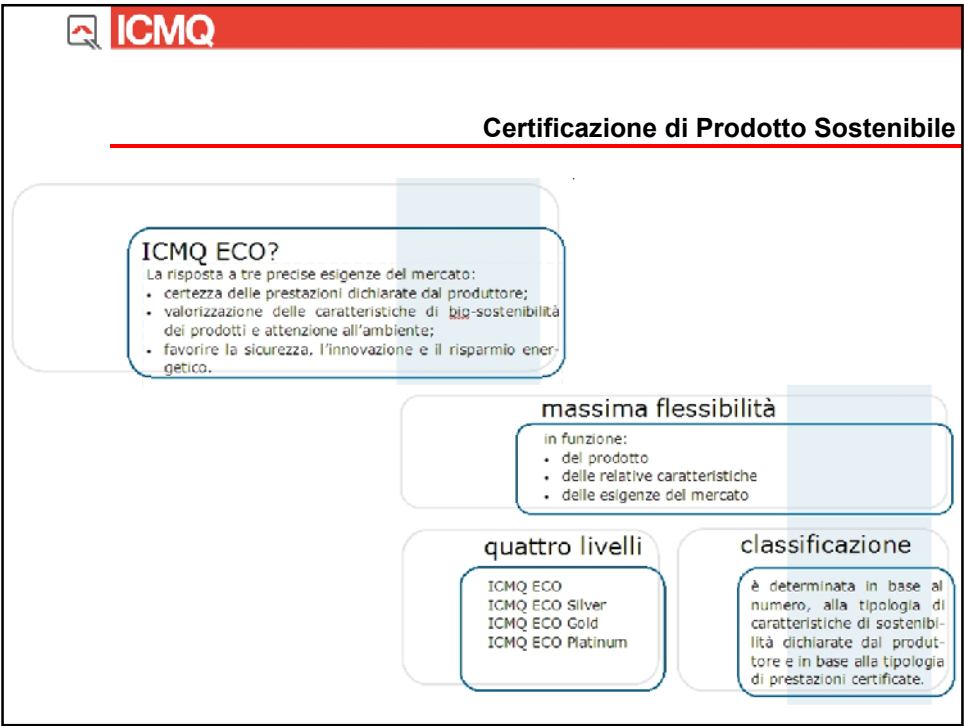 ICMQ
Certificazione di Prodotto Sostenibile
ICMQ ECO?
La risposta a tre precise esigenze del mercato:
• certezza delle prestazioni dichiarate dal produttore;
• valorizzazione delle caratteristiche di bio-sostenibilità
dei prodotti e attenzione all'ambiente;
• favorire la sicurezza, l'innovazione e il risparmio ener-
getico.
massima flessibilità
in funzione:
• del prodotto
• delle relative caratteristiche
• delle esigenze del mercato
quattro livelli
ICMQ ECO
ICMQ ECO Silver
ICMQ ECO Gold
ICMQ ECO Platinum
classificazione
è determinata in base al
numero, alla tipologia di
caratteristiche di sostenibi-
lità dichiarate dal produt-
tore e in base alla tipologia
di prestazioni certificate.